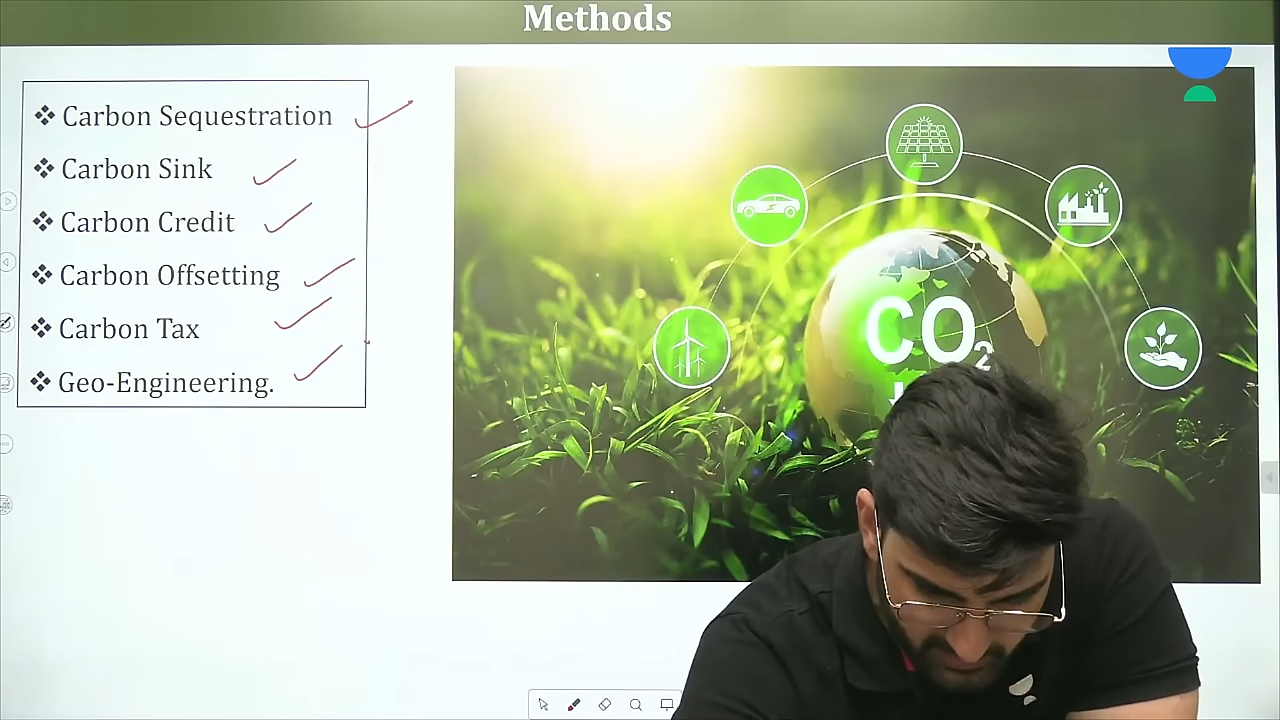 Methods
❖ Carbon Sequestration
❖ Carbon Sink
❖ Carbon Credit
❖ Carbon Offsetting
❖ Carbon Tax
❖ Geo-Engineering.
CO₂